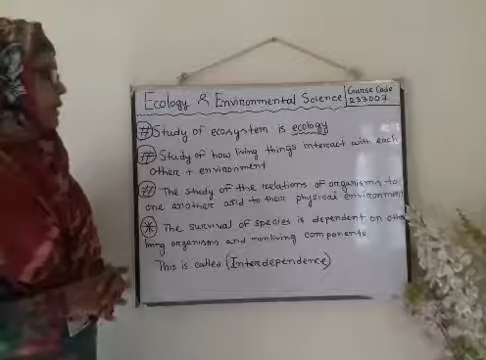 Ecology & Environmental Science
Course Code
233007
# Study of ecosystem is ecology
# Study of how living things interact with each
other + environment
# The study of the relations of organisms to
one another and to their physical environment
* The survival of species is dependent on other
living organisms and nonliving components
This is called (Interdependence)